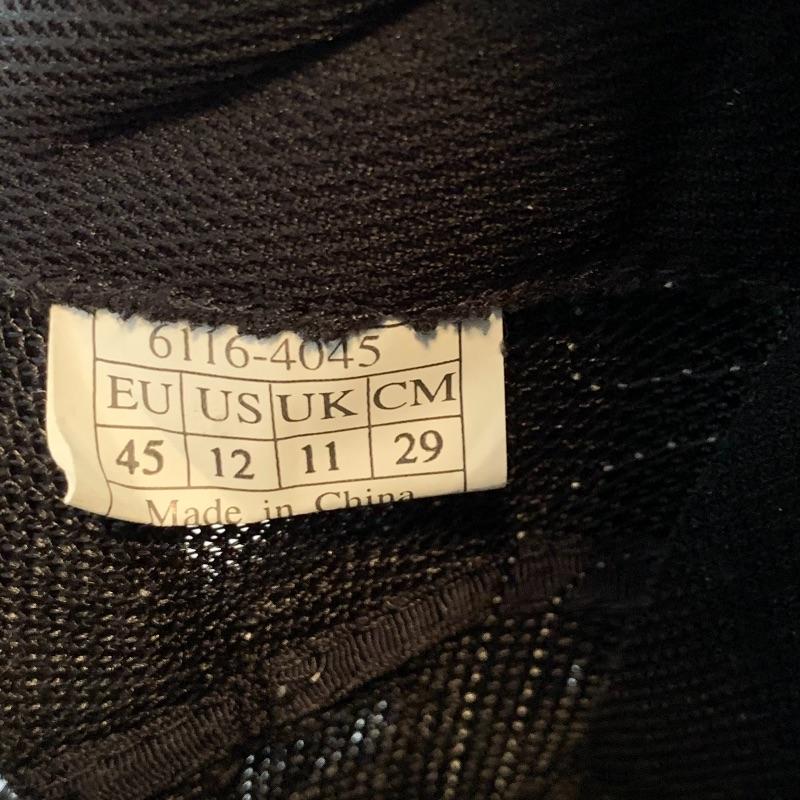 6116-4045
EU US UK CM
45 12 11 29
Made in China